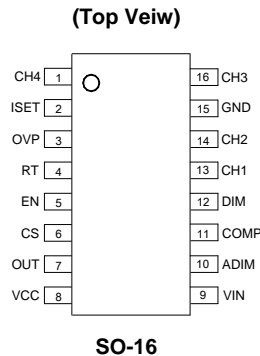 (Top Veiw)
CH4 1 16 CH3
ISET 2 15 GND
OVP 3 14 CH2
RT 4 13 CH1
EN 5 12 DIM
CS 6 11 COMP
OUT 7 10 ADIM
VCC 8 9 VIN
SO-16